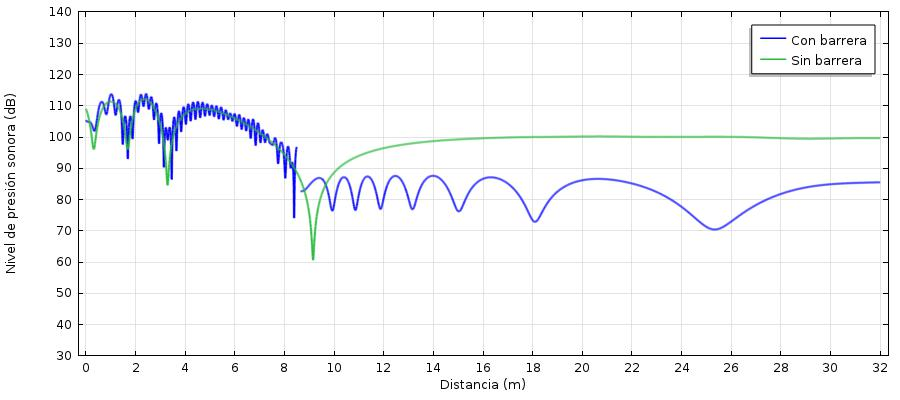 140
130
120
110
100
90
80
70
60
50
40
30
Nivel de presión sonora (dB)
Con barrera
Sin barrera
0 2 4 6 8 10 12 14 16 18 20 22 24 26 28 30 32
Distancia (m)